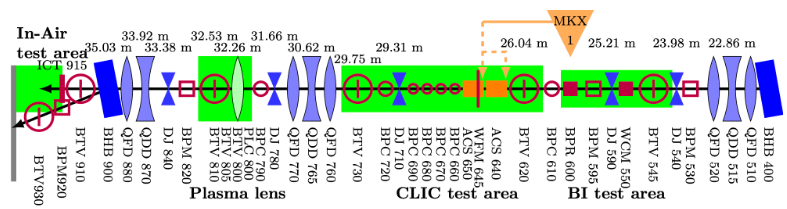 In-Air
test area
ICT 915
35.03 m
33.92 m
33.38 m
32.53 m
32.26 m
31.66 m
30.62 m
29.75 m
29.31 m
26.04 m
25.21 m
23.98 m
22.86 m
MKX
1
BTV930
BPM920
BTV 910
BHB 900
QFD 880
QDD 870
DJ 840
BPM 820
BTV 810
BTV 805
BTV 800
PLC 800
BPC 790
DJ 780
QFD 770
QDD 765
QFD 760
BTV 730
BPC 720
DJ 710
BPC 690
BPC 680
BPC 670
BPC 660
ACS 650
WFM 645
ACS 640
BTV 620
BPC 610
BPR 600
BPM 595
DJ 590
WCM 550
BTV 545
DJ 540
BPM 530
QFD 520
QDD 515
QFD 510
BHB 400
Plasma lens
CLIC test area
BI test area